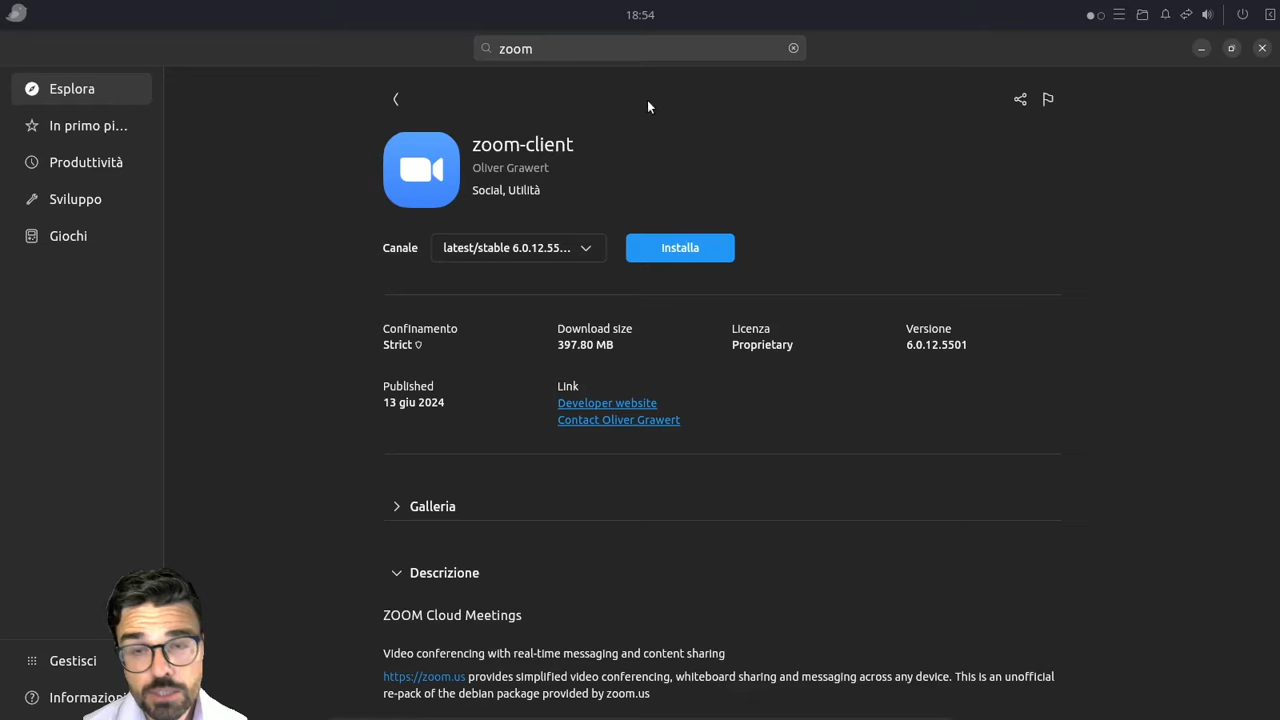 18:54
zoom
Esplora
In primo pi...
Produttività
Sviluppo
Giochi
Gestisci
Informazioni
zoom-client
Oliver Grawert
Social, Utilità
Canale
latest/stable 6.0.12.55...
Installa
Confinamento
Strict
Download size
397.80 MB
Licenza
Proprietary
Versione
6.0.12.5501
Published
13 giu 2024
Link
Developer website
Contact Oliver Grawert
Galleria
Descrizione
ZOOM Cloud Meetings
Video conferencing with real-time messaging and content sharing
https://zoom.us provides simplified video conferencing, whiteboard sharing and messaging across any device. This is an unofficial
re-pack of the debian package provided by zoom.us